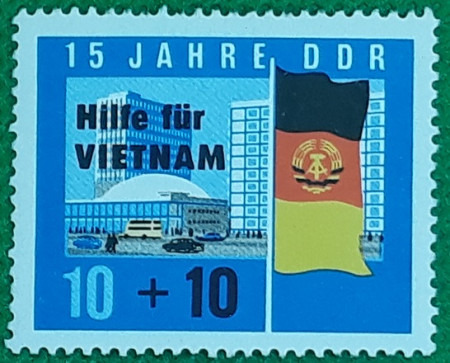 15 JAHRE DDR
Hilfe für
VIETNAM
10 + 10